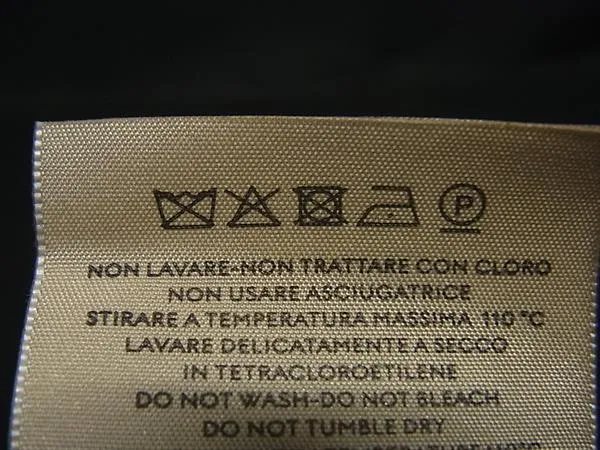 P
NON LAVARE-NON TRATTARE CON CLORO
NON USARE ASCIUGATRICE
STIRARE A TEMPERATURA MASSIMA 110 °C
LAVARE DELICATAMENTE A SECCO
IN TETRACLOROETILENE
DO NOT WASH-DO NOT BLEACH
DO NOT TUMBLE DRY